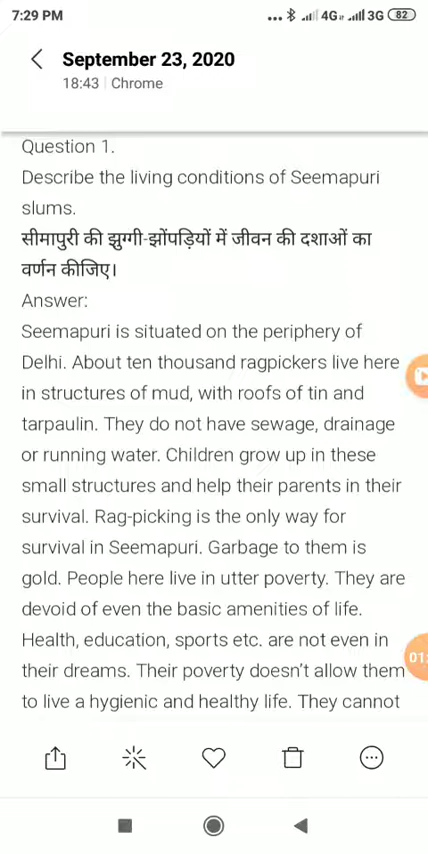 7:29 PM
... 4G 3G 82
September 23, 2020
18:43 | Chrome
Question 1.
Describe the living conditions of Seemapuri
slums.
सीमापुरी की झुग्गी-झोंपड़ियों में जीवन की दशाओं का
वर्णन कीजिए।
Answer:
Seemapuri is situated on the periphery of
Delhi. About ten thousand ragpickers live here
in structures of mud, with roofs of tin and
tarpaulin. They do not have sewage, drainage
or running water. Children grow up in these
small structures and help their parents in their
survival. Rag-picking is the only way for
survival in Seemapuri. Garbage to them is
gold. People here live in utter poverty. They are
devoid of even the basic amenities of life.
Health, education, sports etc. are not even in
01:
their dreams. Their poverty doesn't allow them
to live a hygienic and healthy life. They cannot